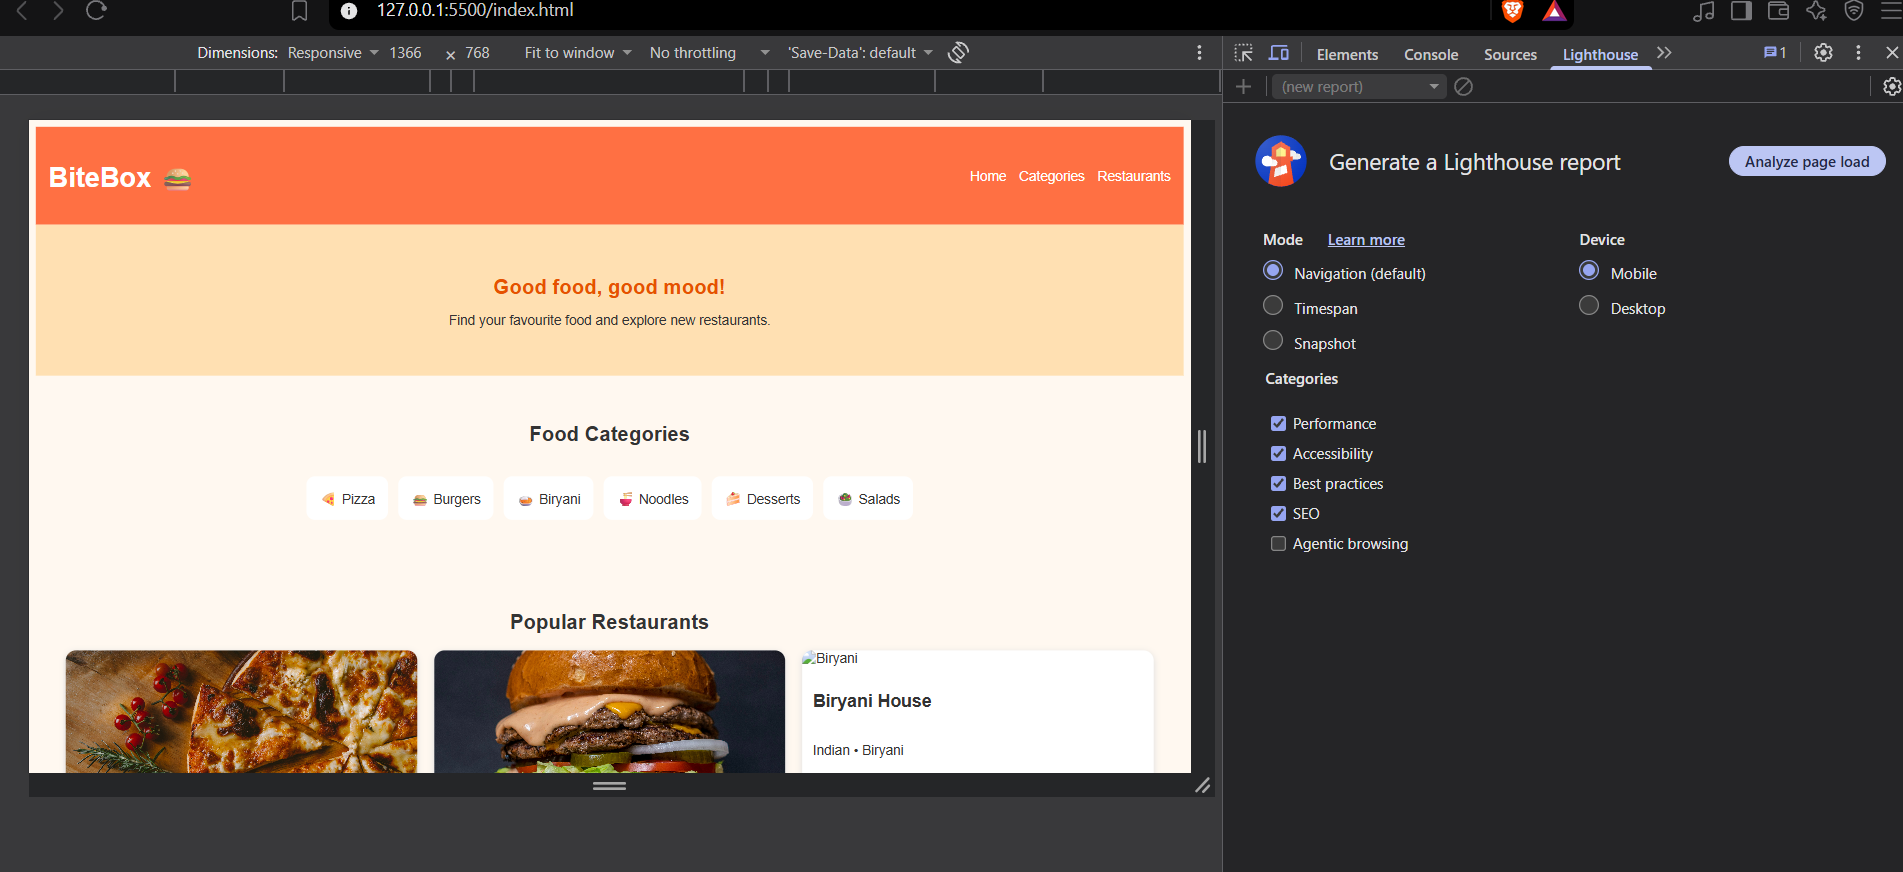 127.0.0.1:5500/index.html
Dimensions: Responsive 1366 × 768 Fit to window No throttling 'Save-Data': default
Elements Console Sources Lighthouse 1
(new report)
BiteBox
Home Categories Restaurants
Good food, good mood!
Find your favourite food and explore new restaurants.
Food Categories
Pizza
Burgers
Biryani
Noodles
Desserts
Salads
Popular Restaurants
Biryani
Biryani House
Indian • Biryani
Generate a Lighthouse report
Analyze page load
Mode Learn more
Navigation (default)
Timespan
Snapshot
Device
Mobile
Desktop
Categories
Performance
Accessibility
Best practices
SEO
Agentic browsing